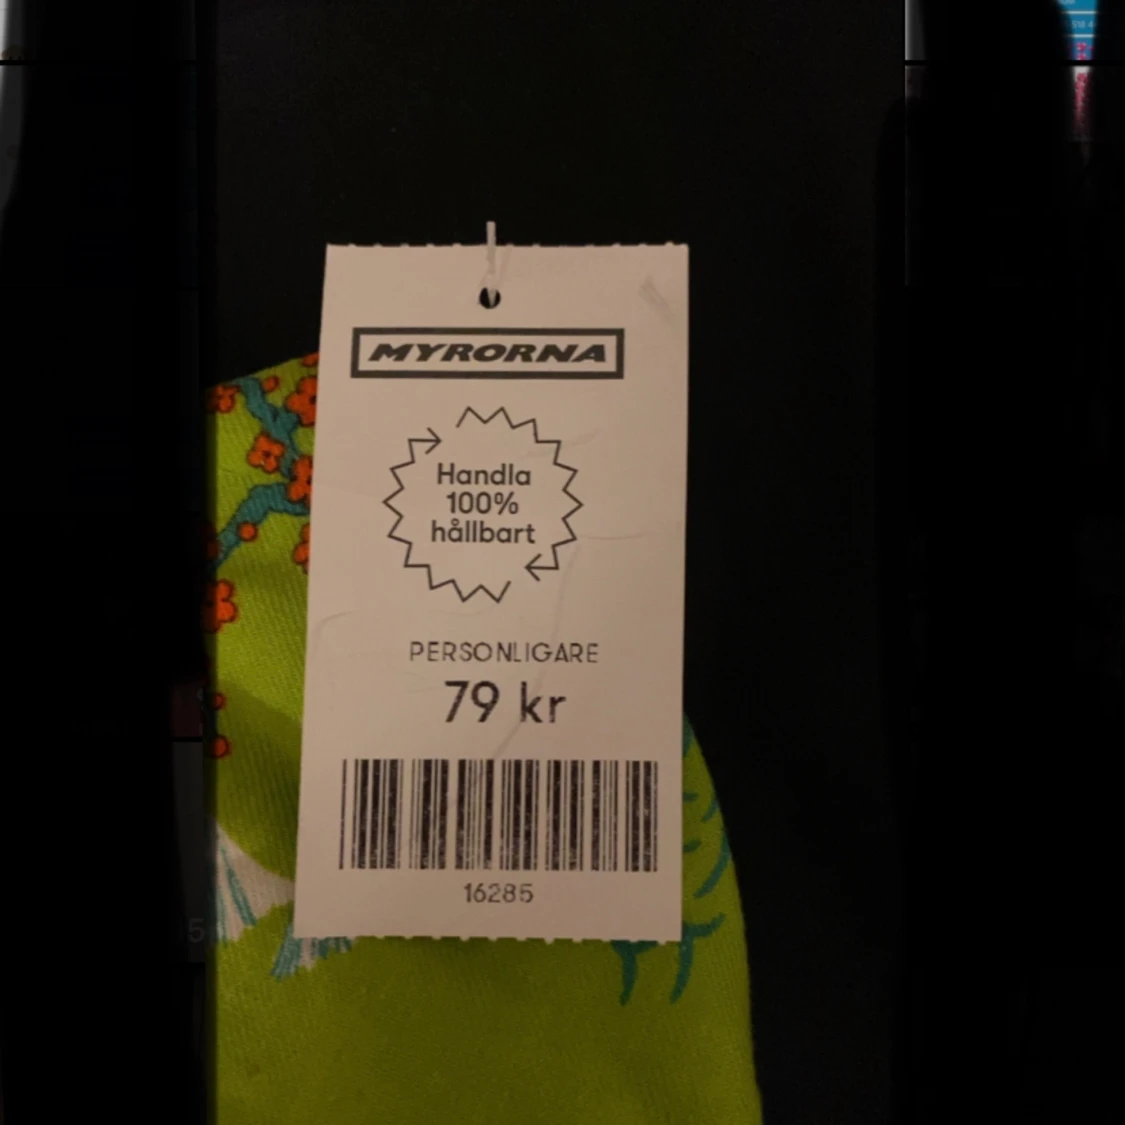 MYRORNA
Handla
100%
hållbart
PERSONLIGARE
79 kr
16285